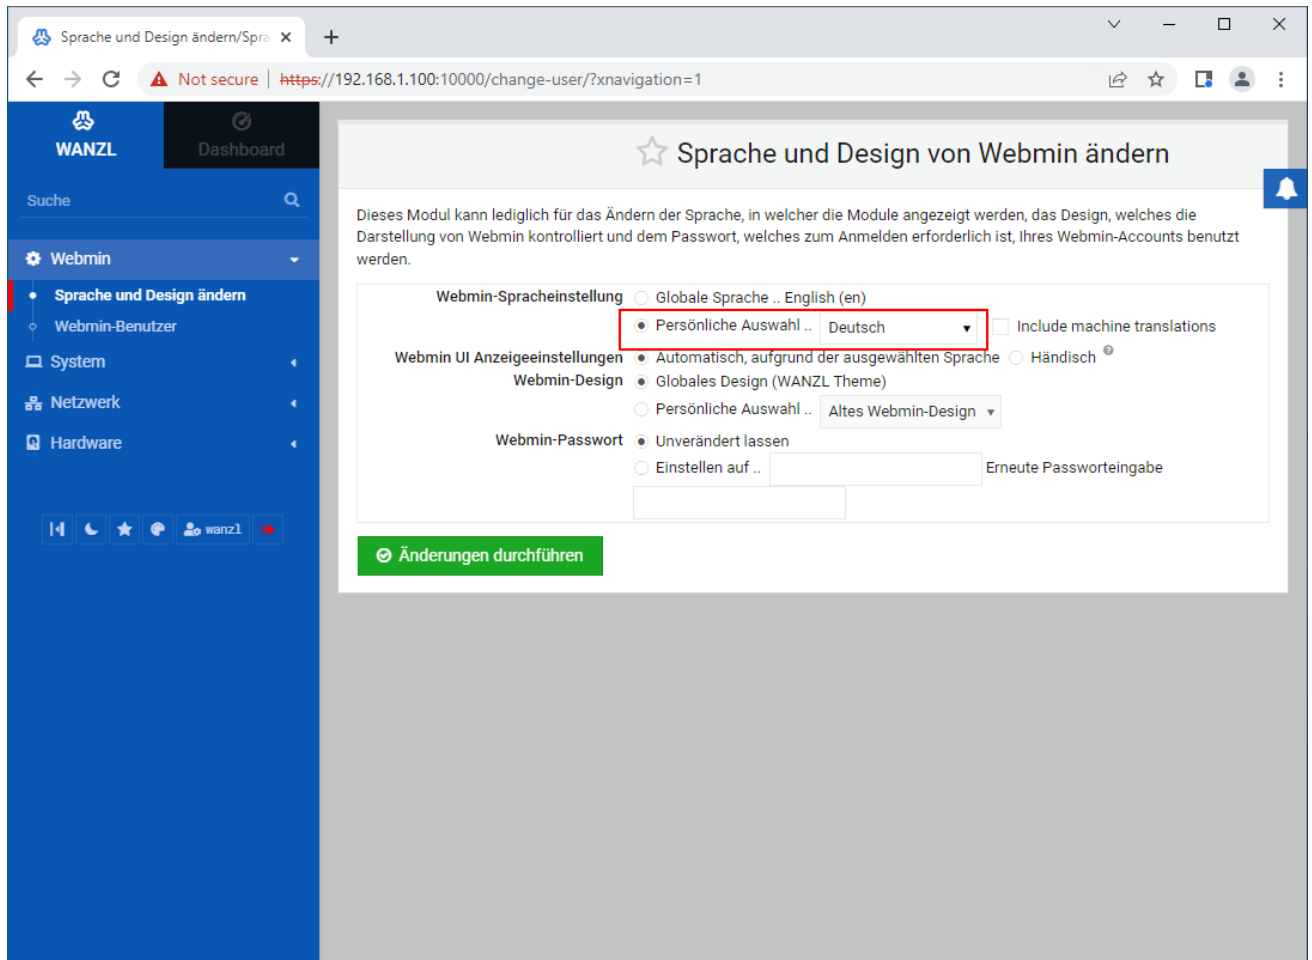 Sprache und Design ändern/Spra
Not secure | https://192.168.1.100:10000/change-user/?xnavigation=1
WANZL
Dashboard
Suche
Webmin
Sprache und Design ändern
Webmin-Benutzer
System
Netzwerk
Hardware
wanzl
Sprache und Design von Webmin ändern
Dieses Modul kann lediglich für das Ändern der Sprache, in welcher die Module angezeigt werden, das Design, welches die
Darstellung von Webmin kontrolliert und dem Passwort, welches zum Anmelden erforderlich ist, Ihres Webmin-Accounts benutzt
werden.
Webmin-Spracheinstellung Globale Sprache .. English (en)
Persönliche Auswahl .. Deutsch Include machine translations
Webmin UI Anzeigeeinstellungen Automatisch, aufgrund der ausgewählten Sprache Händisch
Webmin-Design Globales Design (WANZL Theme)
Persönliche Auswahl .. Altes Webmin-Design
Webmin-Passwort Unverändert lassen
Einstellen auf .. Erneute Passworteingabe
Änderungen durchführen